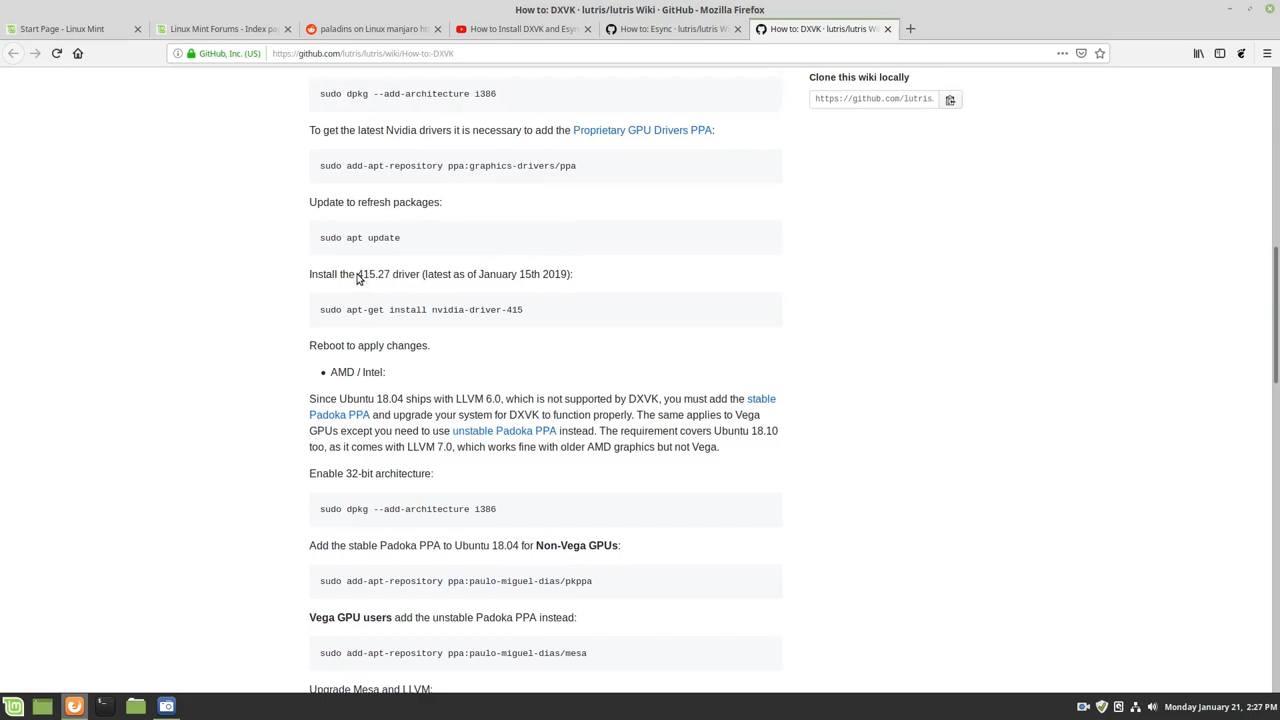 How to: DXVK · lutris/lutris Wiki · GitHub - Mozilla Firefox
Start Page - Linux Mint
Linux Mint Forums - Index pa
paladins on Linux manjaro ht
How to Install DXVK and Esyn
How to: Esync · lutris/lutris W
How to: DXVK · lutris/lutris Wi
GitHub, Inc. (US)
https://github.com/lutris/lutris/wiki/How-to:-DXVK
Clone this wiki locally
https://github.com/lutris.
sudo dpkg --add-architecture i386
To get the latest Nvidia drivers it is necessary to add the Proprietary GPU Drivers PPA:
sudo add-apt-repository ppa:graphics-drivers/ppa
Update to refresh packages:
sudo apt update
Install the 415.27 driver (latest as of January 15th 2019):
sudo apt-get install nvidia-driver-415
Reboot to apply changes.
• AMD / Intel:
Since Ubuntu 18.04 ships with LLVM 6.0, which is not supported by DXVK, you must add the stable
Padoka PPA and upgrade your system for DXVK to function properly. The same applies to Vega
GPUs except you need to use unstable Padoka PPA instead. The requirement covers Ubuntu 18.10
too, as it comes with LLVM 7.0, which works fine with older AMD graphics but not Vega.
Enable 32-bit architecture:
sudo dpkg --add-architecture i386
Add the stable Padoka PPA to Ubuntu 18.04 for Non-Vega GPUs:
sudo add-apt-repository ppa:paulo-miguel-dias/pkppa
Vega GPU users add the unstable Padoka PPA instead:
sudo add-apt-repository ppa:paulo-miguel-dias/mesa
Upgrade Mesa and LLVM:
Monday January 21, 2:27 PM